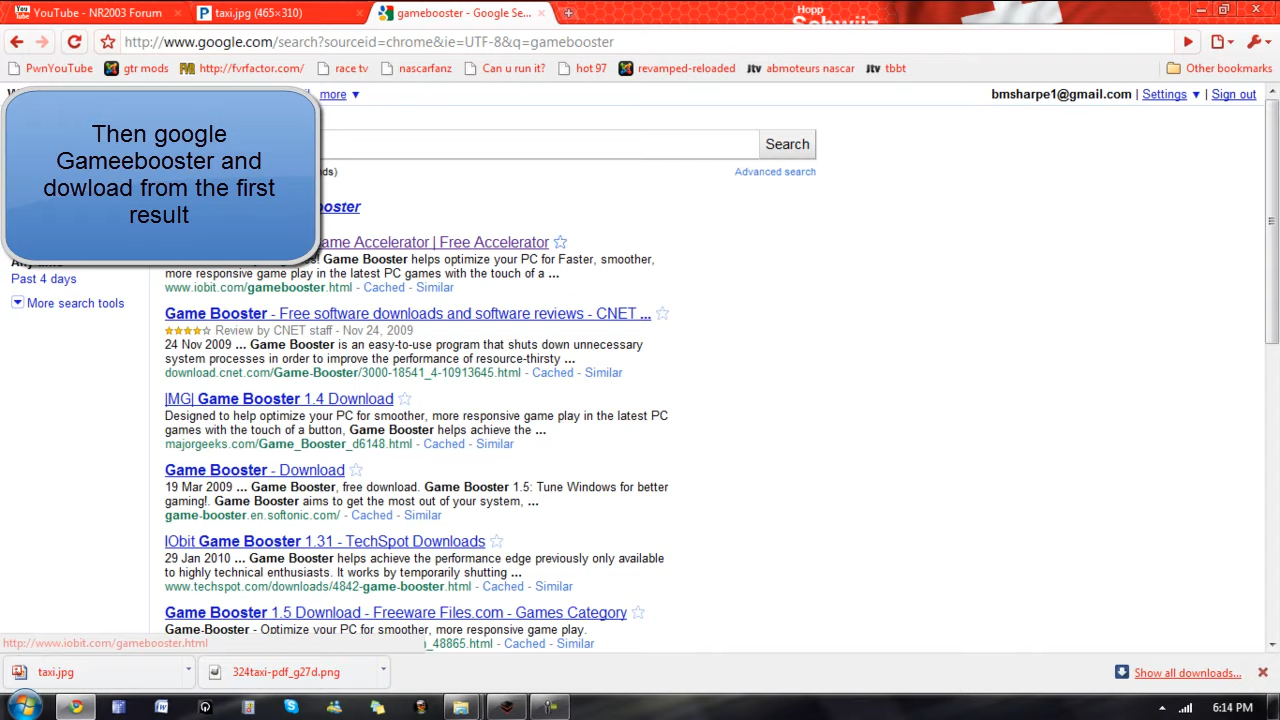 YouTube - NR2003 Forum
taxi.jpg (465×310)
gamebooster - Google Se...
Hopp
http://www.google.com/search?sourceid=chrome&ie=UTF-8&q=gamebooster
PwnYouTube
gtr mods
http://fvrfactor.com/
race tv
nascarfanz
Can u run it?
hot 97
revamped-reloaded
abmoteurs nascar
tbbt
Other bookmarks
more ▼
bmsharpe1@gmail.com | Settings ▼ | Sign out
Then google
Gameebooster and
dowload from the first
result
Search
Advanced search
ooster
ame Accelerator | Free Accelerator
Game Booster helps optimize your PC for Faster, smoother,
more responsive game play in the latest PC games with the touch of a ...
www.iobit.com/gamebooster.html - Cached - Similar
Past 4 days
More search tools
Game Booster - Free software downloads and software reviews - CNET ...
Review by CNET staff - Nov 24, 2009
24 Nov 2009 ... Game Booster is an easy-to-use program that shuts down unnecessary
system processes in order to improve the performance of resource-thirsty ...
download.cnet.com/Game-Booster/3000-18541_4-10913645.html - Cached - Similar
|MG| Game Booster 1.4 Download
Designed to help optimize your PC for smoother, more responsive game play in the latest PC
games with the touch of a button, Game Booster helps achieve the ...
majorgeeks.com/Game_Booster_d6148.html - Cached - Similar
Game Booster - Download
19 Mar 2009 ... Game Booster, free download. Game Booster 1.5: Tune Windows for better
gaming!. Game Booster aims to get the most out of your system, ...
game-booster.en.softonic.com/ - Cached - Similar
IObit Game Booster 1.31 - TechSpot Downloads
29 Jan 2010 ... Game Booster helps achieve the performance edge previously only available
to highly technical enthusiasts. It works by temporarily shutting ...
www.techspot.com/downloads/4842-game-booster.html - Cached - Similar
Game Booster 1.5 Download - Freeware Files.com - Games Category
Game-Booster - Optimize your PC for smoother, more responsive game play.
_48865.html - Cached - Similar
http://www.iobit.com/gamebooster.html
taxi.jpg
324taxi-pdf_g27d.png
Show all downloads...
6:14 PM